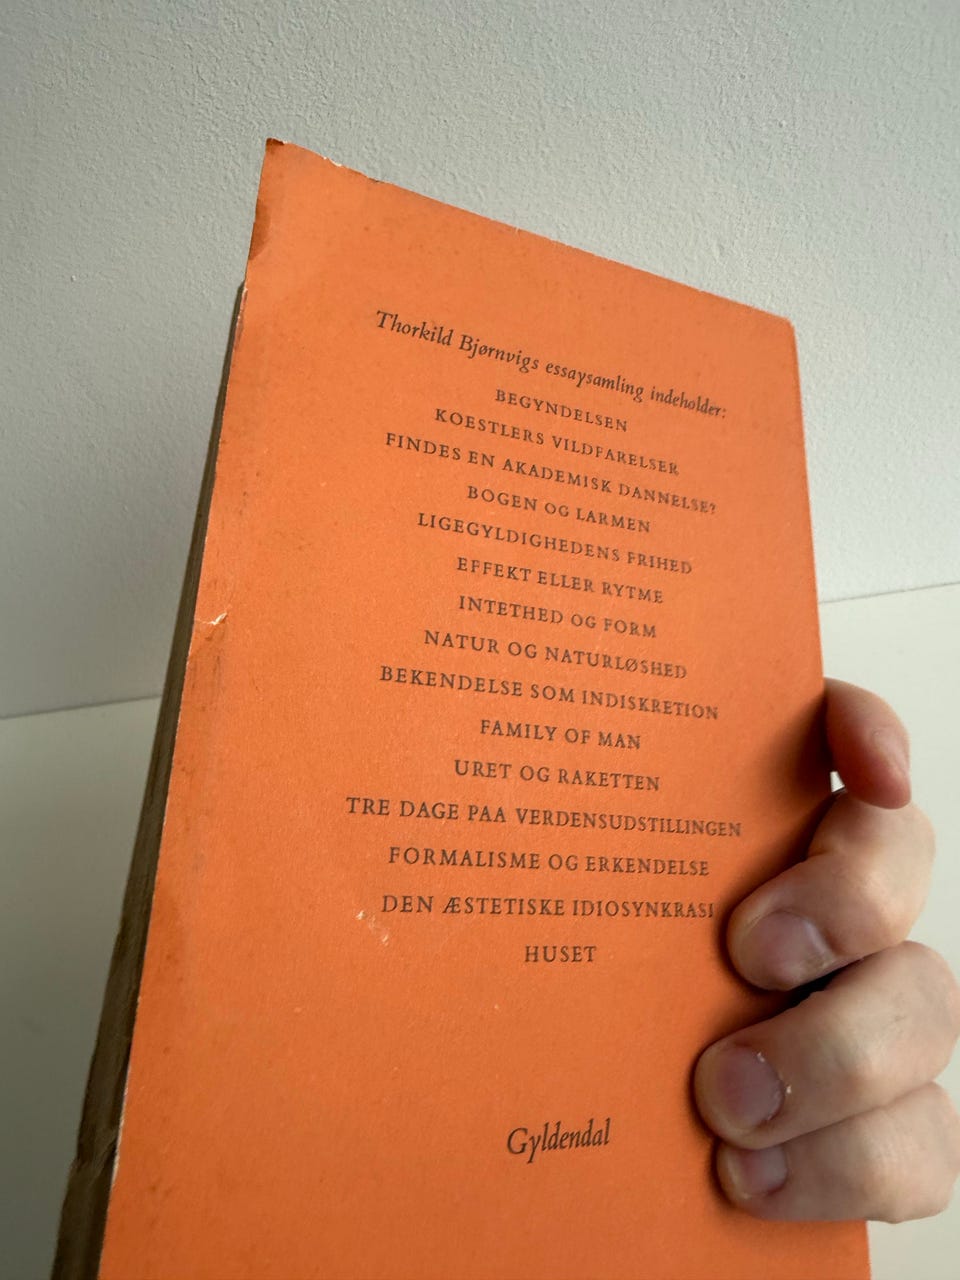 Thorkild Bjørnvigs essaysamling indeholder:
BEGYNDELSEN
KOESTLERS VILDFARELSER
FINDES EN AKADEMISK DANNELSE?
BOGEN OG LARMEN
LIGEGYLDIGHEDENS FRIHED
EFFEKT ELLER RYTME
INTETHED OG FORM
NATUR OG NATURLØSHED
BEKENDELSE SOM INDISKRETION
FAMILY OF MAN
URET OG RAKETTEN
TRE DAGE PAA VERDENSUDSTILLINGEN
FORMALISME OG ERKENDELSE
DEN ÆSTETISKE IDIOSYNKRASI
HUSET
Gyldendal